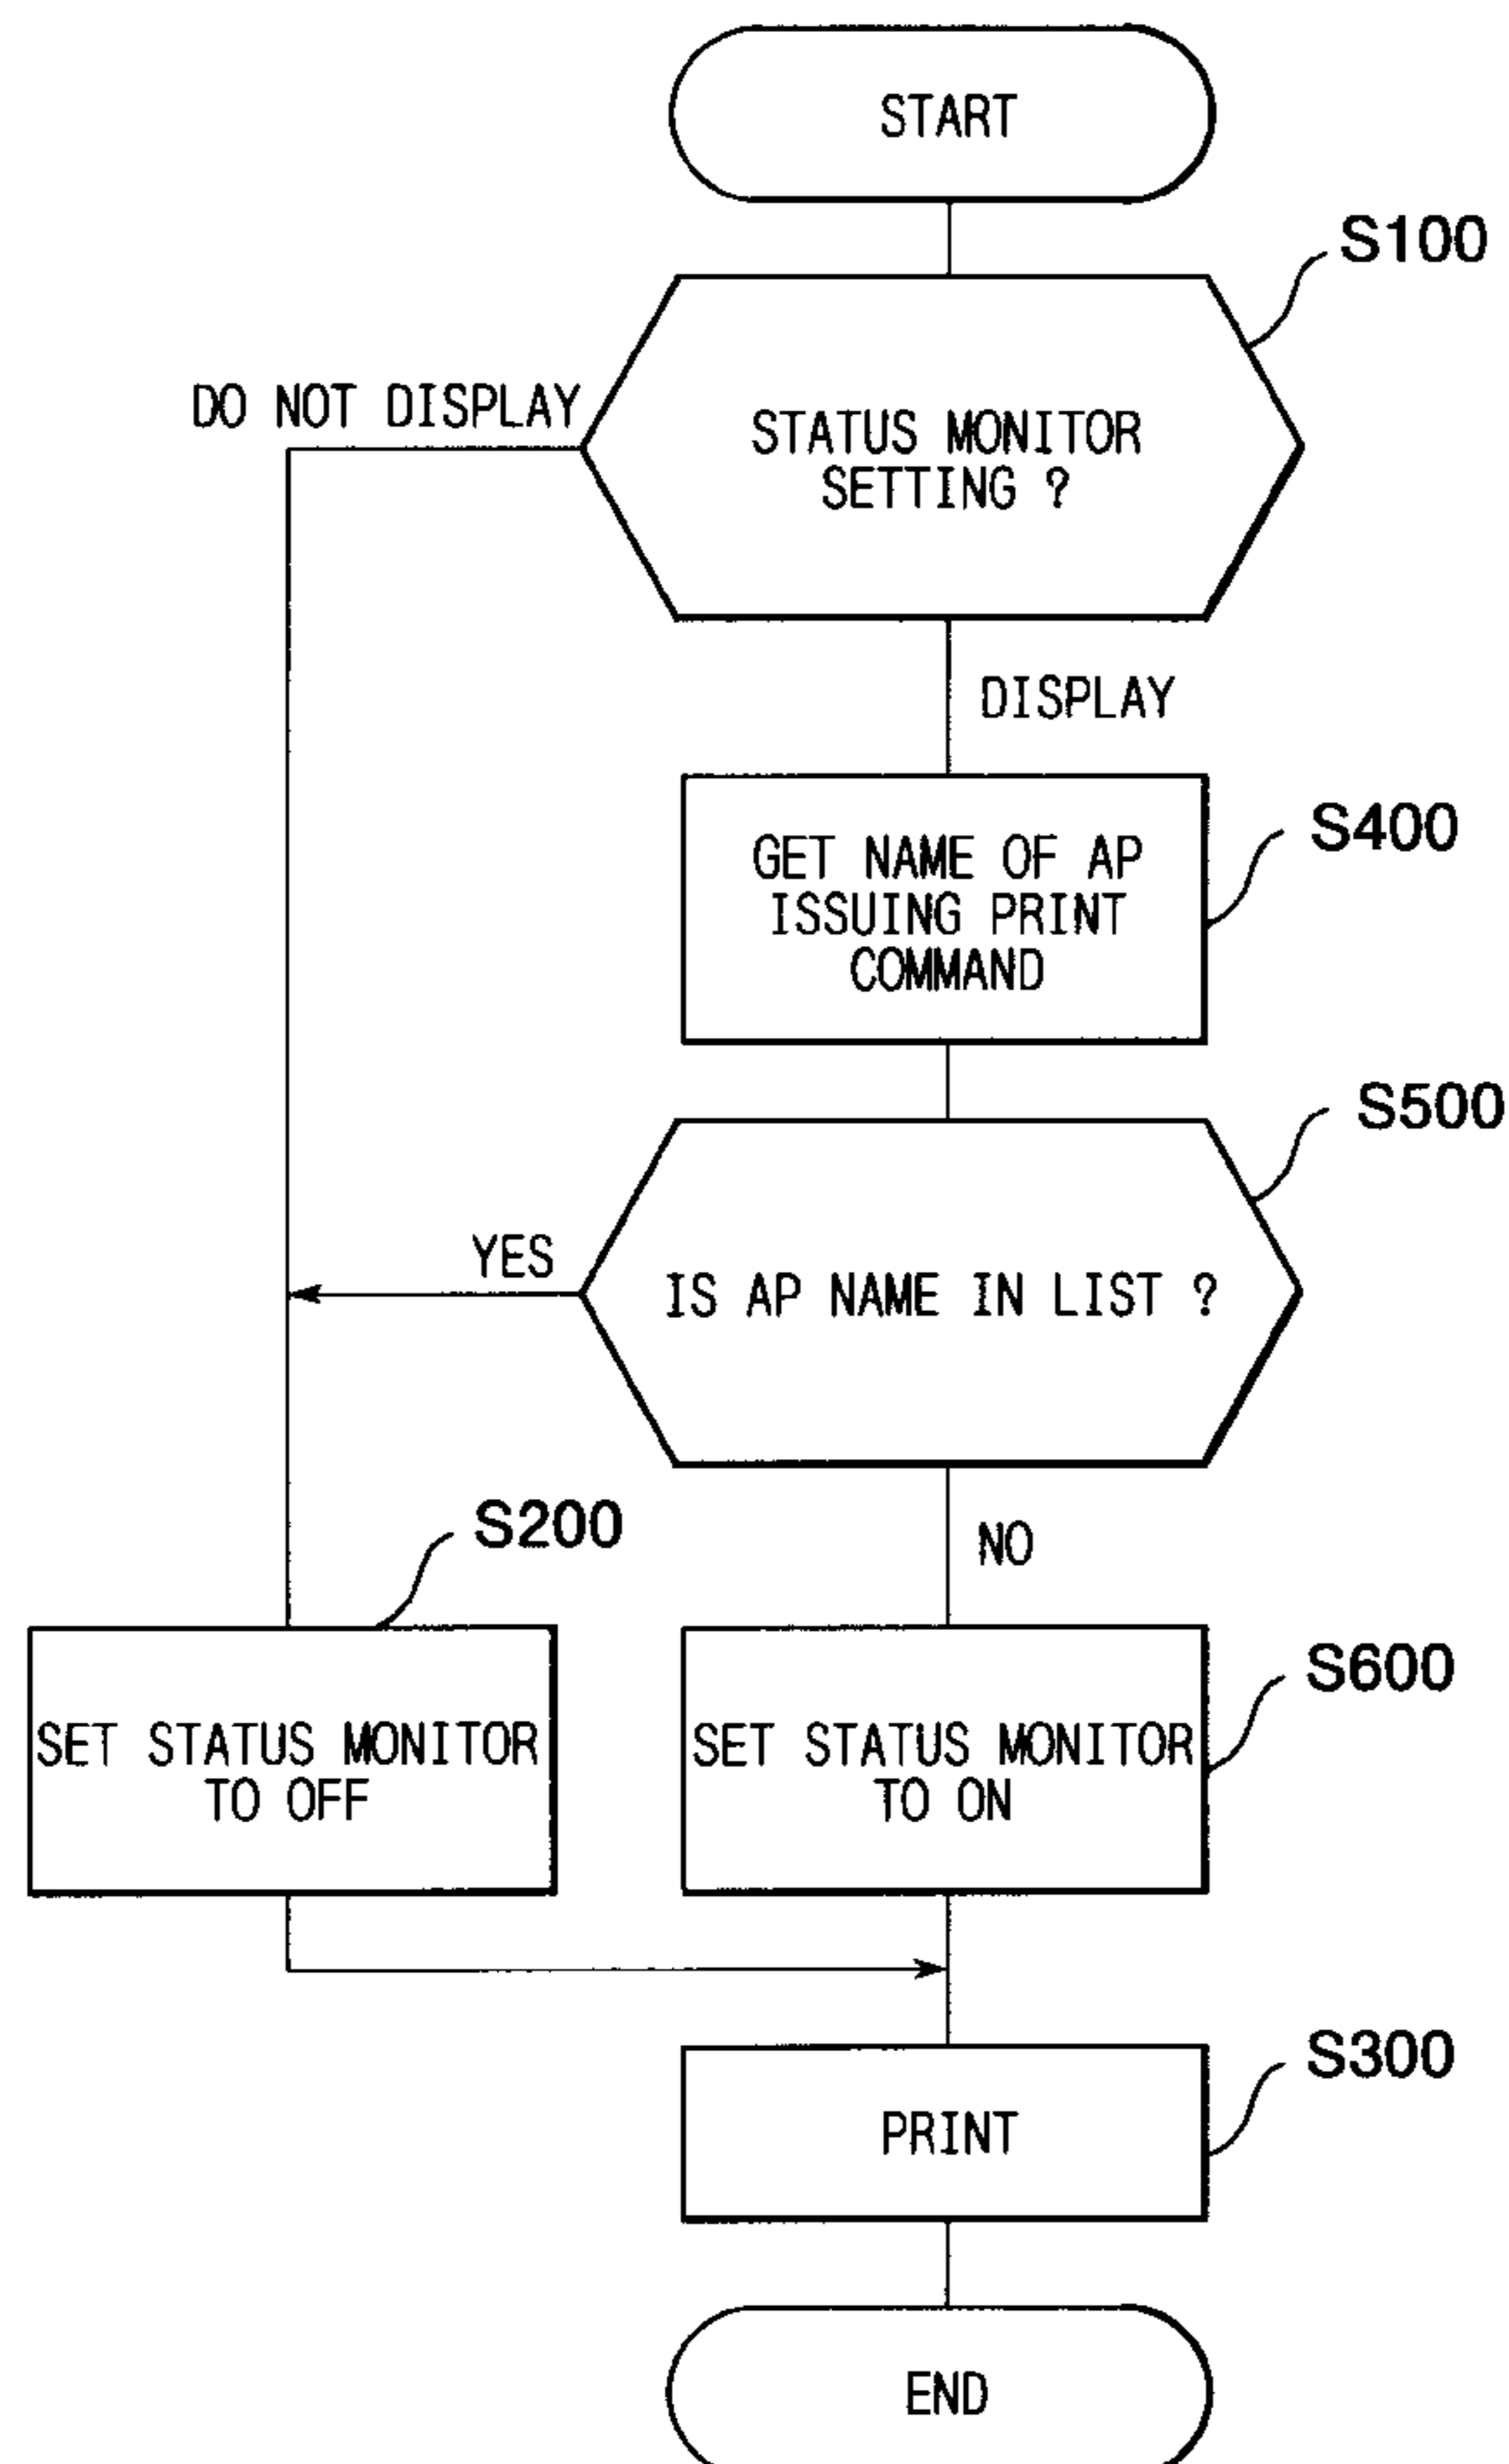 START
S100
DO NOT DISPLAY
STATUS MONITOR
SETTING ?
DISPLAY
S400
GET NAME OF AP
ISSUING PRINT
COMMAND
S500
YES
IS AP NAME IN LIST ?
S200
NO
S600
SET STATUS MONITOR
TO OFF
SET STATUS MONITOR
TO ON
S300
PRINT
END